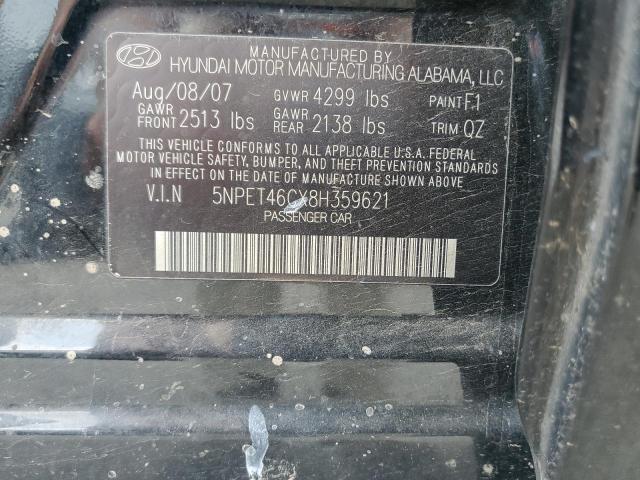 MANUFACTURED BY
HYUNDAI MOTOR MANUFACTURING ALABAMA, LLC
Aug/08/07 GVWR 4299 lbs PAINT F1
GAWR FRONT 2513 lbs GAWR REAR 2138 lbs TRIM QZ
THIS VEHICLE CONFORMS TO ALL APPLICABLE U.S.A. FEDERAL
MOTOR VEHICLE SAFETY, BUMPER, AND THEFT PREVENTION STANDARDS
IN EFFECT ON THE DATE OF MANUFACTURE SHOWN ABOVE.
V.I.N 5NPET46CX8H359621
PASSENGER CAR